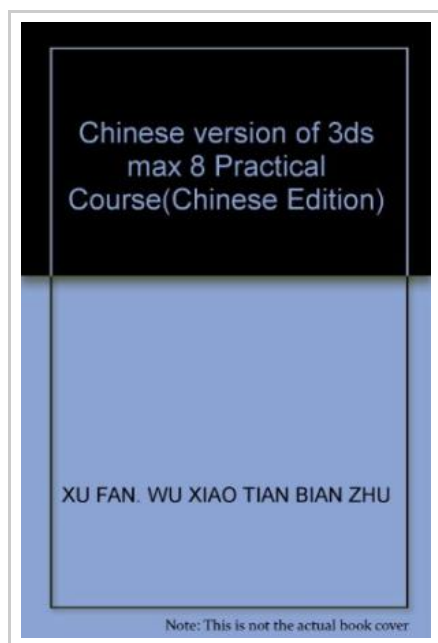 Chinese version of 3ds
max 8 Practical
Course(Chinese Edition)
XU FAN. WU XIAO TIAN BIAN ZHU
Note: This is not the actual book cover